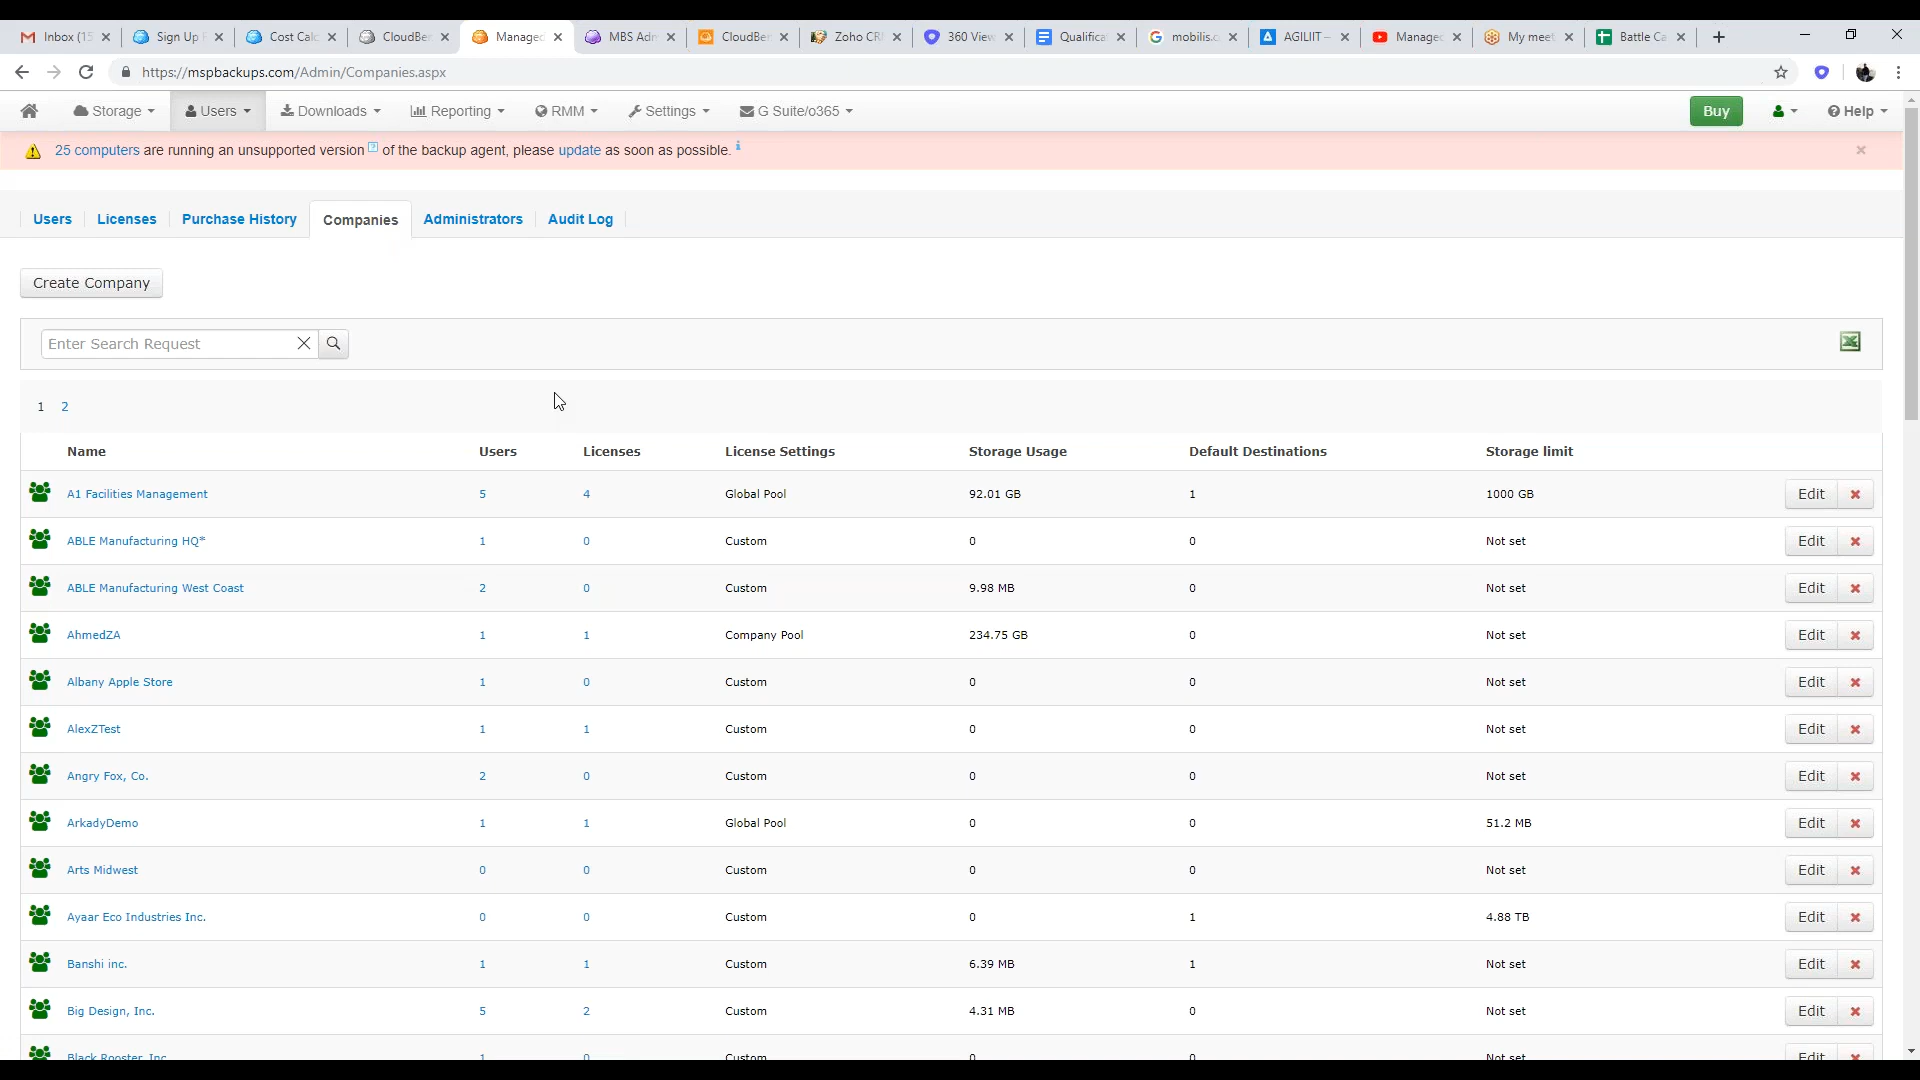 Inbox (15
Sign Up F
Cost Calc
CloudBer
Managed
MBS Adm
CloudBer
Zoho CR
360 View
Qualifica
mobilis.c
AGILIIT –
Managed
My meet
Battle Ca
https://mspbackups.com/Admin/Companies.aspx
Storage
Users
Downloads
Reporting
RMM
Settings
G Suite/o365
Buy
Help
25 computers are running an unsupported version ? of the backup agent, please update as soon as possible. i
Users
Licenses
Purchase History
Companies
Administrators
Audit Log
Create Company
Enter Search Request
1 2
Name Users Licenses License Settings Storage Usage Default Destinations Storage limit
A1 Facilities Management 5 4 Global Pool 92.01 GB 1 1000 GB Edit
ABLE Manufacturing HQ* 1 0 Custom 0 0 Not set Edit
ABLE Manufacturing West Coast 2 0 Custom 9.98 MB 0 Not set Edit
AhmedZA 1 1 Company Pool 234.75 GB 0 Not set Edit
Albany Apple Store 1 0 Custom 0 0 Not set Edit
AlexZTest 1 1 Custom 0 0 Not set Edit
Angry Fox, Co. 2 0 Custom 0 0 Not set Edit
ArkadyDemo 1 1 Global Pool 0 0 51.2 MB Edit
Arts Midwest 0 0 Custom 0 0 Not set Edit
Ayaar Eco Industries Inc. 0 0 Custom 0 1 4.88 TB Edit
Banshi inc. 1 1 Custom 6.39 MB 1 Not set Edit
Big Design, Inc. 5 2 Custom 4.31 MB 0 Not set Edit
Black Rooster, Inc. 1 0 Custom 0 0 Not set Edit